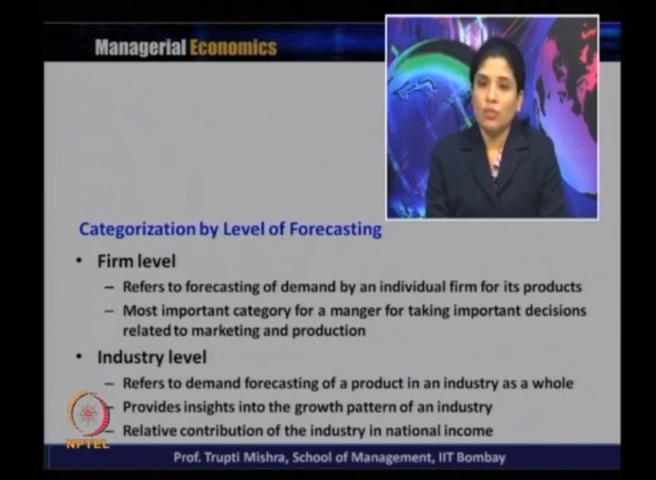 Managerial Economics
Categorization by Level of Forecasting
• Firm level
– Refers to forecasting of demand by an individual firm for its products
– Most important category for a manger for taking important decisions
related to marketing and production
• Industry level
– Refers to demand forecasting of a product in an industry as a whole
– Provides insights into the growth pattern of an industry
– Relative contribution of the industry in national income
NPTEL
Prof. Trupti Mishra, School of Management, IIT Bombay